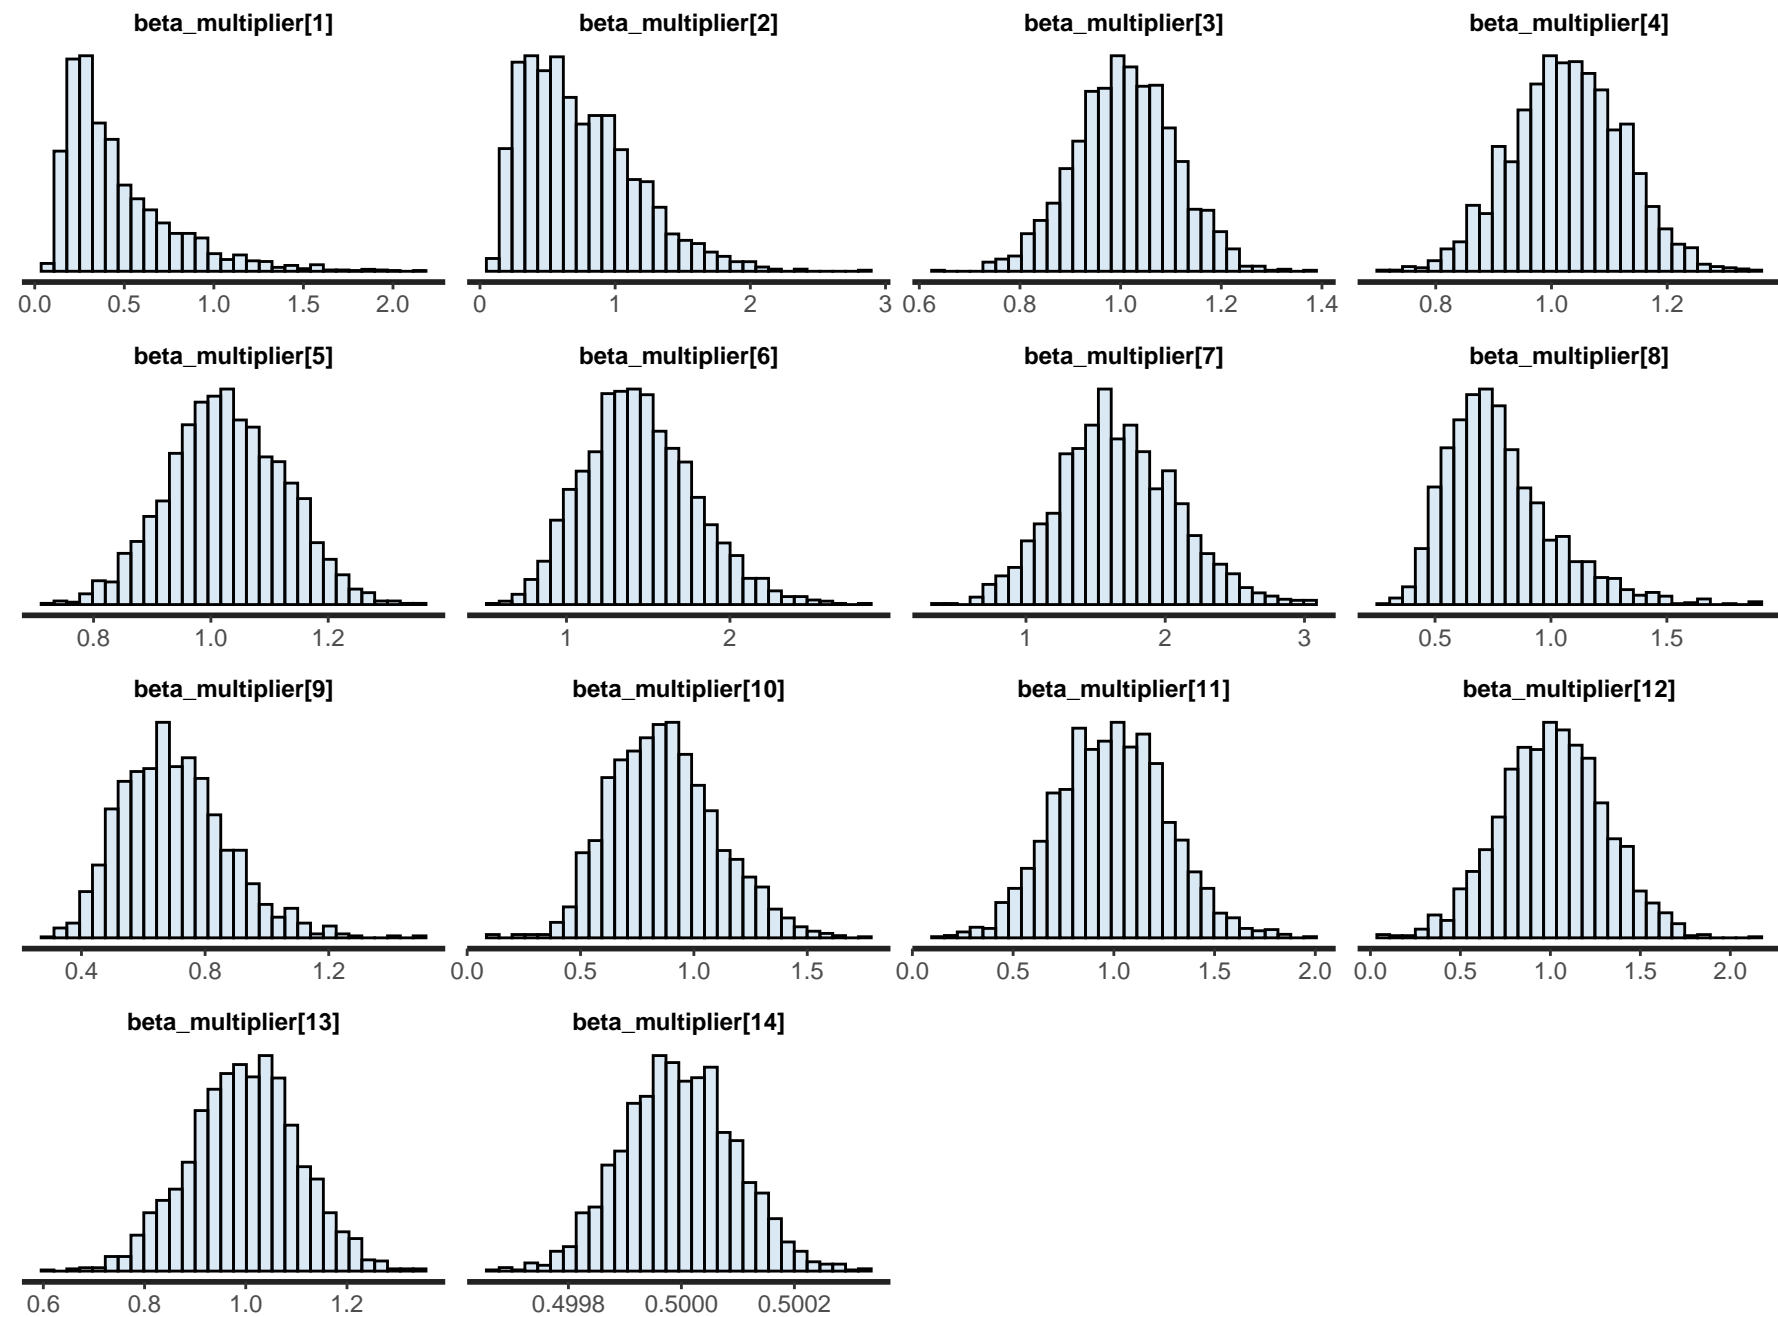 beta_multiplier[1] beta_multiplier[2] beta_multiplier[3] beta_multiplier[4]
0.0 0.5 1.0 1.5 2.0 0 1 2 3 0.6 0.8 1.0 1.2 1.4 0.8 1.0 1.2
beta_multiplier[5] beta_multiplier[6] beta_multiplier[7] beta_multiplier[8]
0.8 1.0 1.2 1 2 1 2 3 0.5 1.0 1.5
beta_multiplier[9] beta_multiplier[10] beta_multiplier[11] beta_multiplier[12]
0.4 0.8 1.2 0.0 0.5 1.0 1.5 0.0 0.5 1.0 1.5 2.0 0.0 0.5 1.0 1.5 2.0
beta_multiplier[13] beta_multiplier[14]
0.6 0.8 1.0 1.2 0.4998 0.5000 0.5002